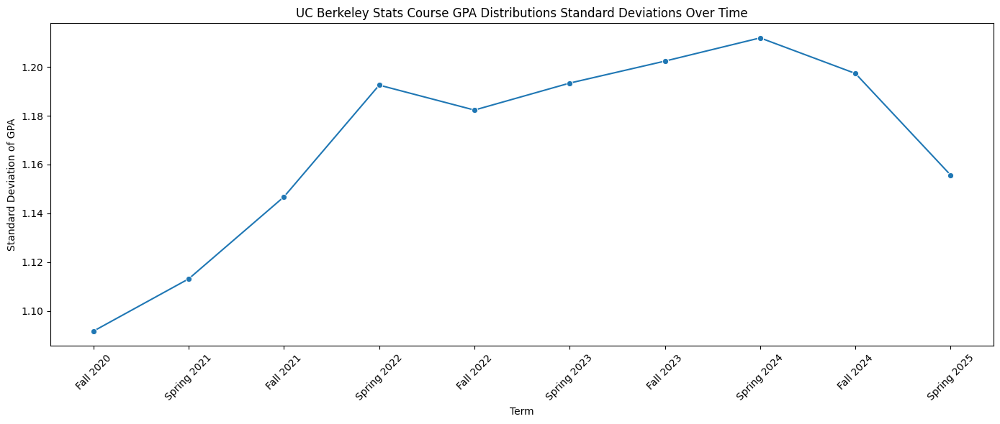 UC Berkeley Stats Course GPA Distributions Standard Deviations Over Time
Standard Deviation of GPA
1.20
1.18
1.16
1.14
1.12
1.10
Fall 2020
Spring 2021
Fall 2021
Spring 2022
Fall 2022
Spring 2023
Fall 2023
Spring 2024
Fall 2024
Spring 2025
Term